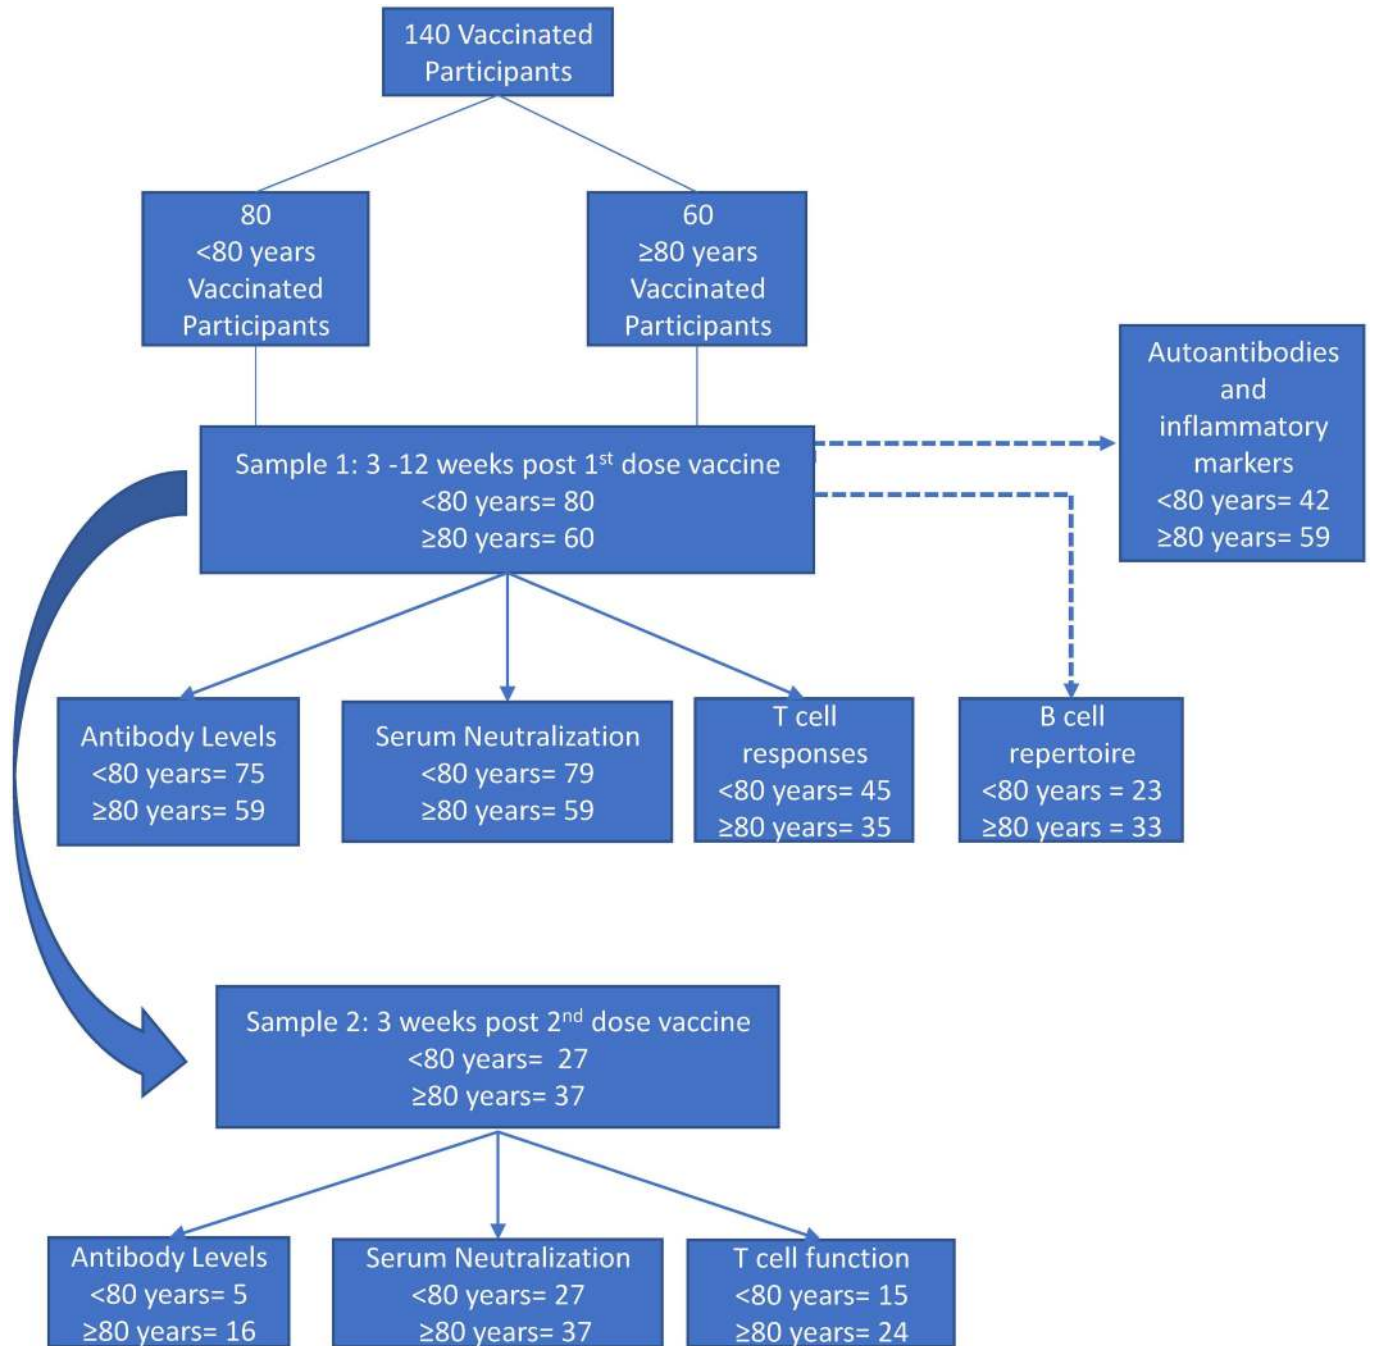 140 Vaccinated
Participants
80
<80 years
Vaccinated
Participants
60
≥80 years
Vaccinated
Participants
Autoantibodies
and
inflammatory
markers
<80 years= 42
≥80 years= 59
Sample 1: 3 -12 weeks post 1st dose vaccine
<80 years= 80
≥80 years= 60
Antibody Levels
<80 years= 75
≥80 years= 59
Serum Neutralization
<80 years= 79
≥80 years= 59
T cell
responses
<80 years= 45
≥80 years= 35
B cell
repertoire
<80 years = 23
≥80 years = 33
Sample 2: 3 weeks post 2nd dose vaccine
<80 years=  27
≥80 years= 37
Antibody Levels
<80 years= 5
≥80 years= 16
Serum Neutralization
<80 years= 27
≥80 years= 37
T cell function
<80 years= 15
≥80 years= 24